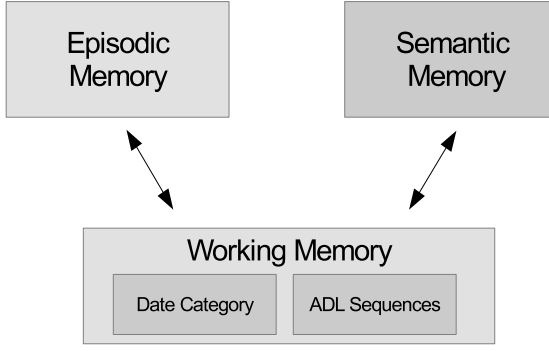 Episodic
Memory
Semantic
Memory
Working Memory
Date Category
ADL Sequences